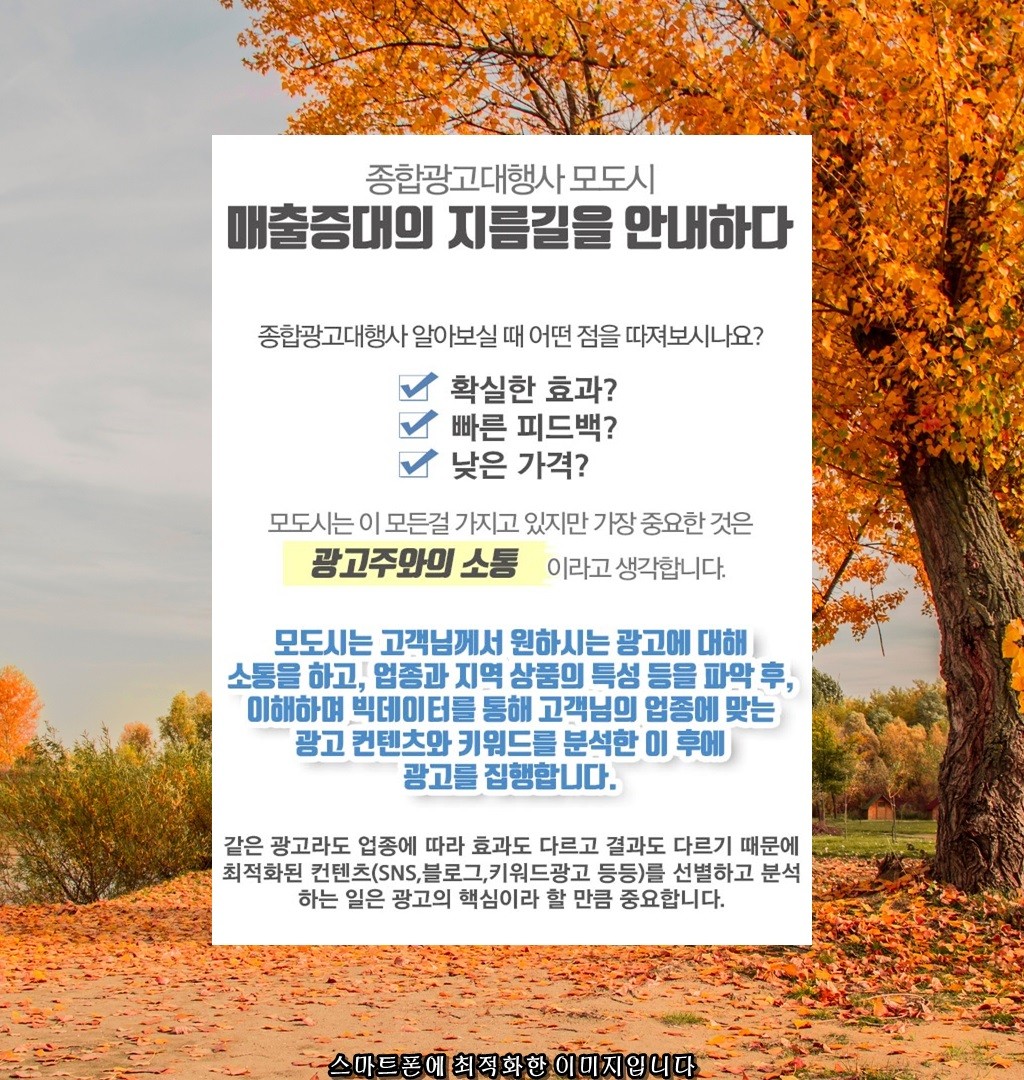 종합광고대행사 모도시
매출증대의 지름길을 안내하다
종합광고대행사 알아보실 때 어떤 점을 따져보시나요?
확실한 효과?
빠른 피드백?
낮은 가격?
모도시는 이 모든걸 가지고 있지만 가장 중요한 것은
광고주와의 소통 이라고 생각합니다.
모도시는 고객님께서 원하시는 광고에 대해
소통을 하고, 업종과 지역 상품의 특성 등을 파악 후,
이해하며 빅데이터를 통해 고객님의 업종에 맞는
광고 컨텐츠와 키워드를 분석한 이 후에
광고를 집행합니다.
같은 광고라도 업종에 따라 효과도 다르고 결과도 다르기 때문에
최적화된 컨텐츠(SNS,블로그,키워드광고 등등)를 선별하고 분석
하는 일은 광고의 핵심이라 할 만큼 중요합니다.
스마트폰에 최적화한 이미지입니다